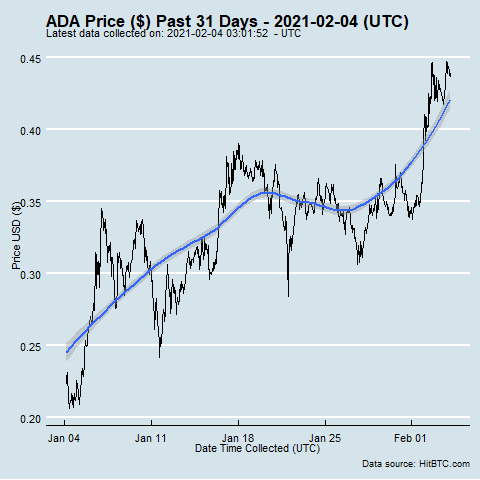 ADA Price ($) Past 31 Days - 2021-02-04 (UTC)
Latest data collected on: 2021-02-04 03:01:52 - UTC
0.45
0.40
0.35
0.30
0.25
0.20
Price USD ($)
Jan 04 Jan 11 Jan 18 Jan 25 Feb 01
Date Time Collected (UTC)
Data source: HitBTC.com